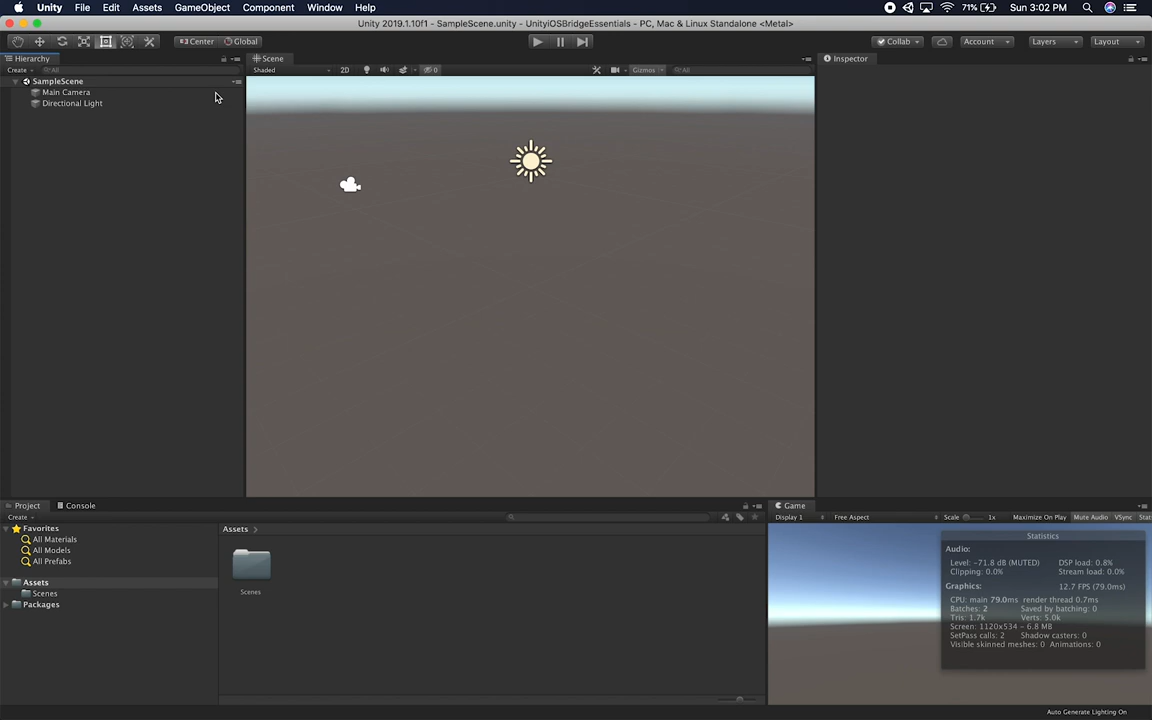 Unity File Edit Assets GameObject Component Window Help 71% Sun 3:02 PM
Unity 2019.1.10f1 - SampleScene.unity - UnityiOSBridgeEssentials - PC, Mac & Linux Standalone <Metal>
Center Global Collab Account Layers Layout
Hierarchy Scene Inspector
Create All Shaded 2D 0 Gizmos All
SampleScene
Main Camera
Directional Light
Project Console Game
Create Display 1 Free Aspect Scale 1x Maximize On Play Mute Audio VSync Stat
Favorites
All Materials
All Models
All Prefabs
Assets
Scenes
Packages
Assets
Scenes
Statistics
Audio:
Level: -71.8 dB (MUTED) DSP load: 0.8%
Clipping: 0.0% Stream load: 0.0%
Graphics: 12.7 FPS (79.0ms)
CPU: main 79.0ms render thread 0.7ms
Batches: 2 Saved by batching: 0
Tris: 1.7k Verts: 5.0k
Screen: 1120x534 - 6.8 MB
SetPass calls: 2 Shadow casters: 0
Visible skinned meshes: 0 Animations: 0
Auto Generate Lighting On